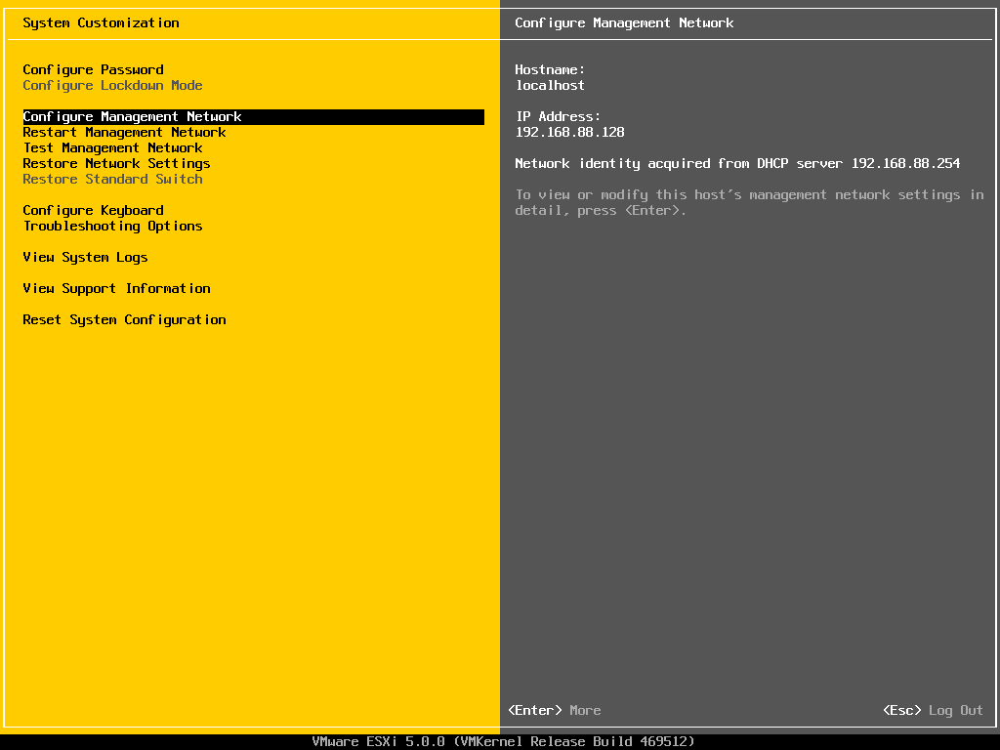 System Customization
Configure Password
Configure Lockdown Mode
Configure Management Network
Restart Management Network
Test Management Network
Restore Network Settings
Restore Standard Switch
Configure Keyboard
Troubleshooting Options
View System Logs
View Support Information
Reset System Configuration
Configure Management Network
Hostname:
localhost
IP Address:
192.168.88.128
Network identity acquired from DHCP server 192.168.88.254
To view or modify this host's management network settings in
detail, press <Enter>.
<Enter> More
<Esc> Log Out
VMware ESXi 5.0.0 (VMKernel Release Build 469512)